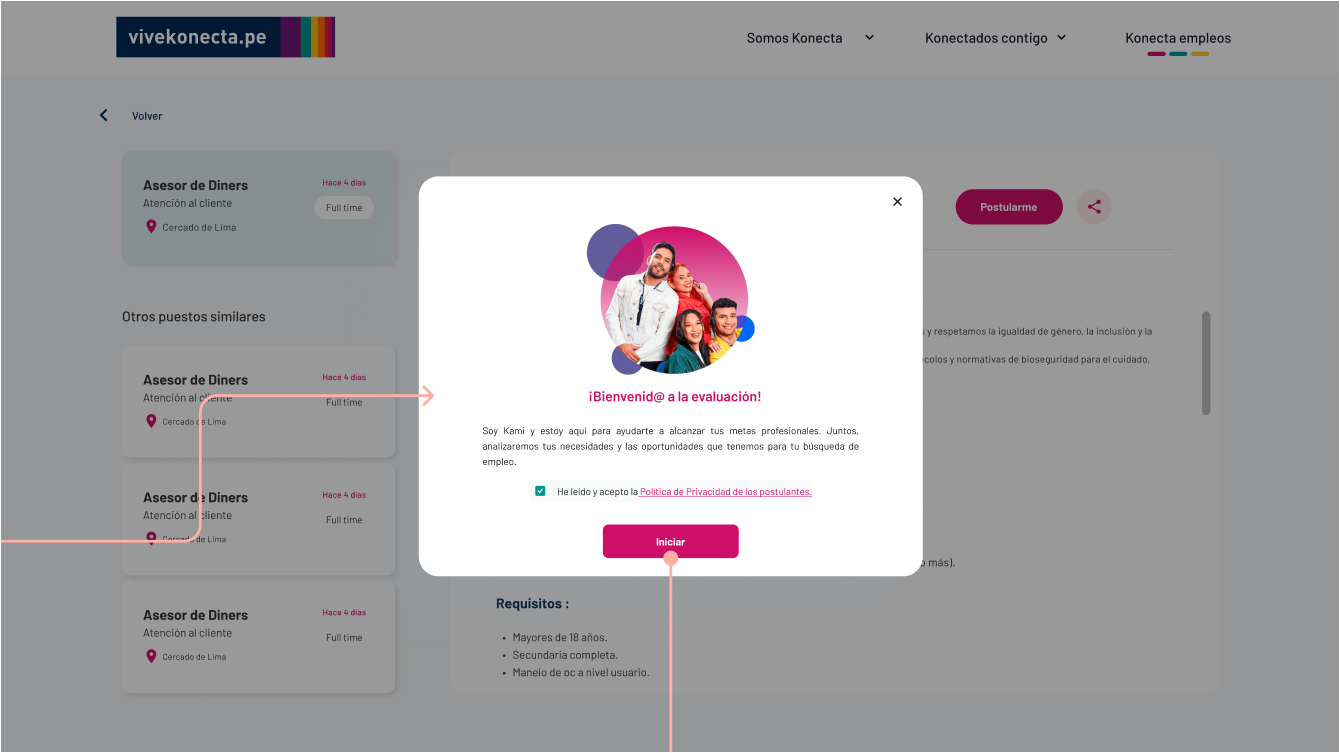 vivekonecta.pe
Somos Konecta
Konectados contigo
Konecta empleos
Volver
Asesor de Diners
Hace 4 días
Atención al cliente
Full time
Cercado de Lima
Otros puestos similares
Asesor de Diners
Hace 4 días
Atención al cliente
Full time
Cercado de Lima
Asesor de Diners
Hace 4 días
Atención al cliente
Full time
Cercado de Lima
Asesor de Diners
Hace 4 días
Atención al cliente
Full time
Cercado de Lima
Postularme
s y respetamos la igualdad de género, la inclusión y la
colos y normativas de bioseguridad para el cuidado,
o más).
Requisitos :
• Mayores de 18 años.
• Secundaria completa.
• Manejo de pc a nivel usuario.
¡Bienvenid@ a la evaluación!
Soy Kami y estoy aquí para ayudarte a alcanzar tus metas profesionales. Juntos,
analizaremos tus necesidades y las oportunidades que tenemos para tu búsqueda de
empleo.
He leído y acepto la Política de Privacidad de los postulantes.
Iniciar